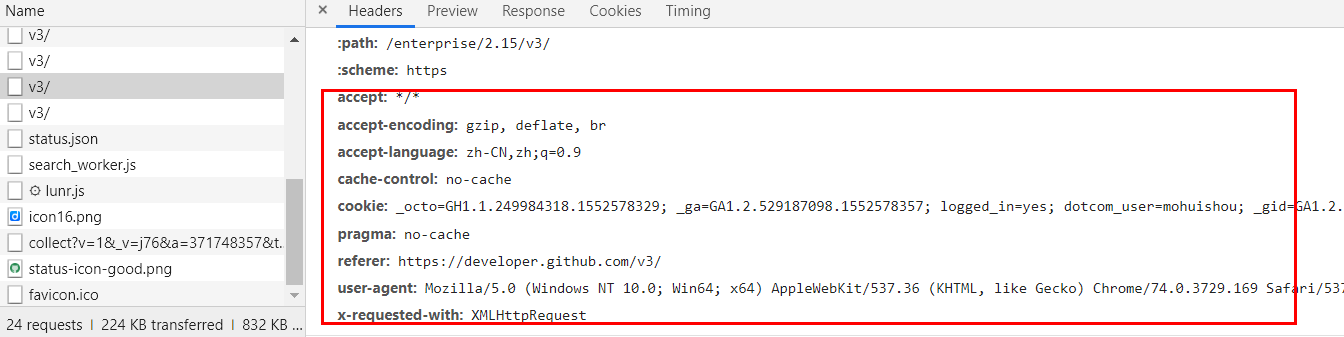 Name
× Headers Preview Response Cookies Timing
v3/
v3/
v3/
v3/
status.json
search_worker.js
lunr.js
icon16.png
collect?v=1&_v=j76&a=371748357&t...
status-icon-good.png
favicon.ico
24 requests | 224 KB transferred | 832 KB ...
:path: /enterprise/2.15/v3/
:scheme: https
accept: */*
accept-encoding: gzip, deflate, br
accept-language: zh-CN,zh;q=0.9
cache-control: no-cache
cookie: _octo=GH1.1.249984318.1552578329; _ga=GA1.2.529187098.1552578357; logged_in=yes; dotcom_user=mohuishou; _gid=GA1.2.
pragma: no-cache
referer: https://developer.github.com/v3/
user-agent: Mozilla/5.0 (Windows NT 10.0; Win64; x64) AppleWebKit/537.36 (KHTML, like Gecko) Chrome/74.0.3729.169 Safari/537
x-requested-with: XMLHttpRequest